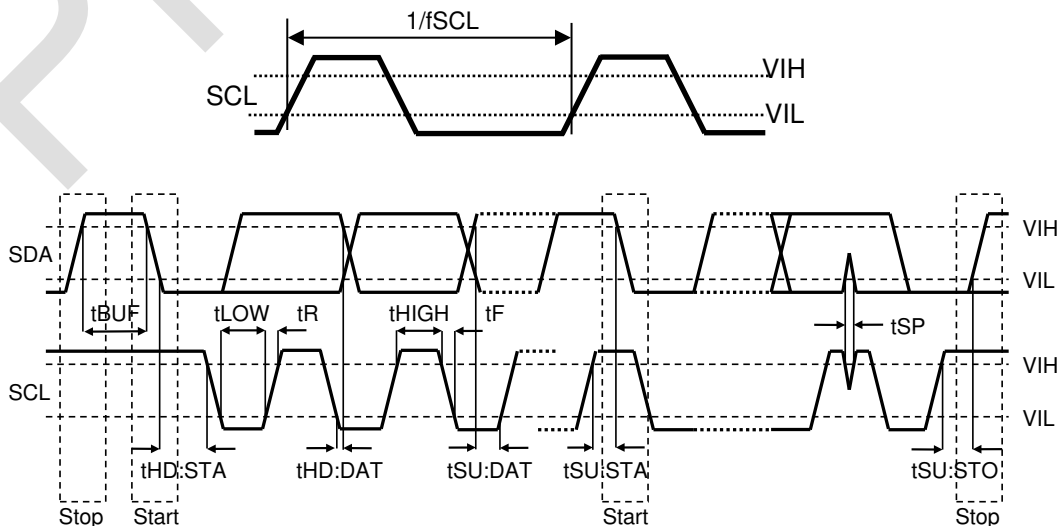 1/fSCL
VIH
SCL
VIL
SDA
VIH
VIL
tBUF tLOW tR tHIGH tF tSP
SCL
VIH
VIL
tHD:STA tHD:DAT tSU:DAT tSU:STA tSU:STO
Stop Start Start Stop